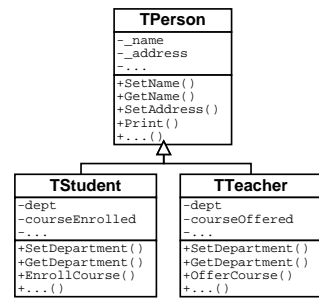 TPerson
-_name
-_address
-...
+SetName()
+GetName()
+SetAddress()
+Print()
+...()
TStudent
-dept
-courseEnrolled
-...
+SetDepartment()
+GetDepartment()
+EnrollCourse()
+...()
TTeacher
-dept
-courseOffered
-...
+SetDepartment()
+GetDepartment()
+OfferCourse()
+...()